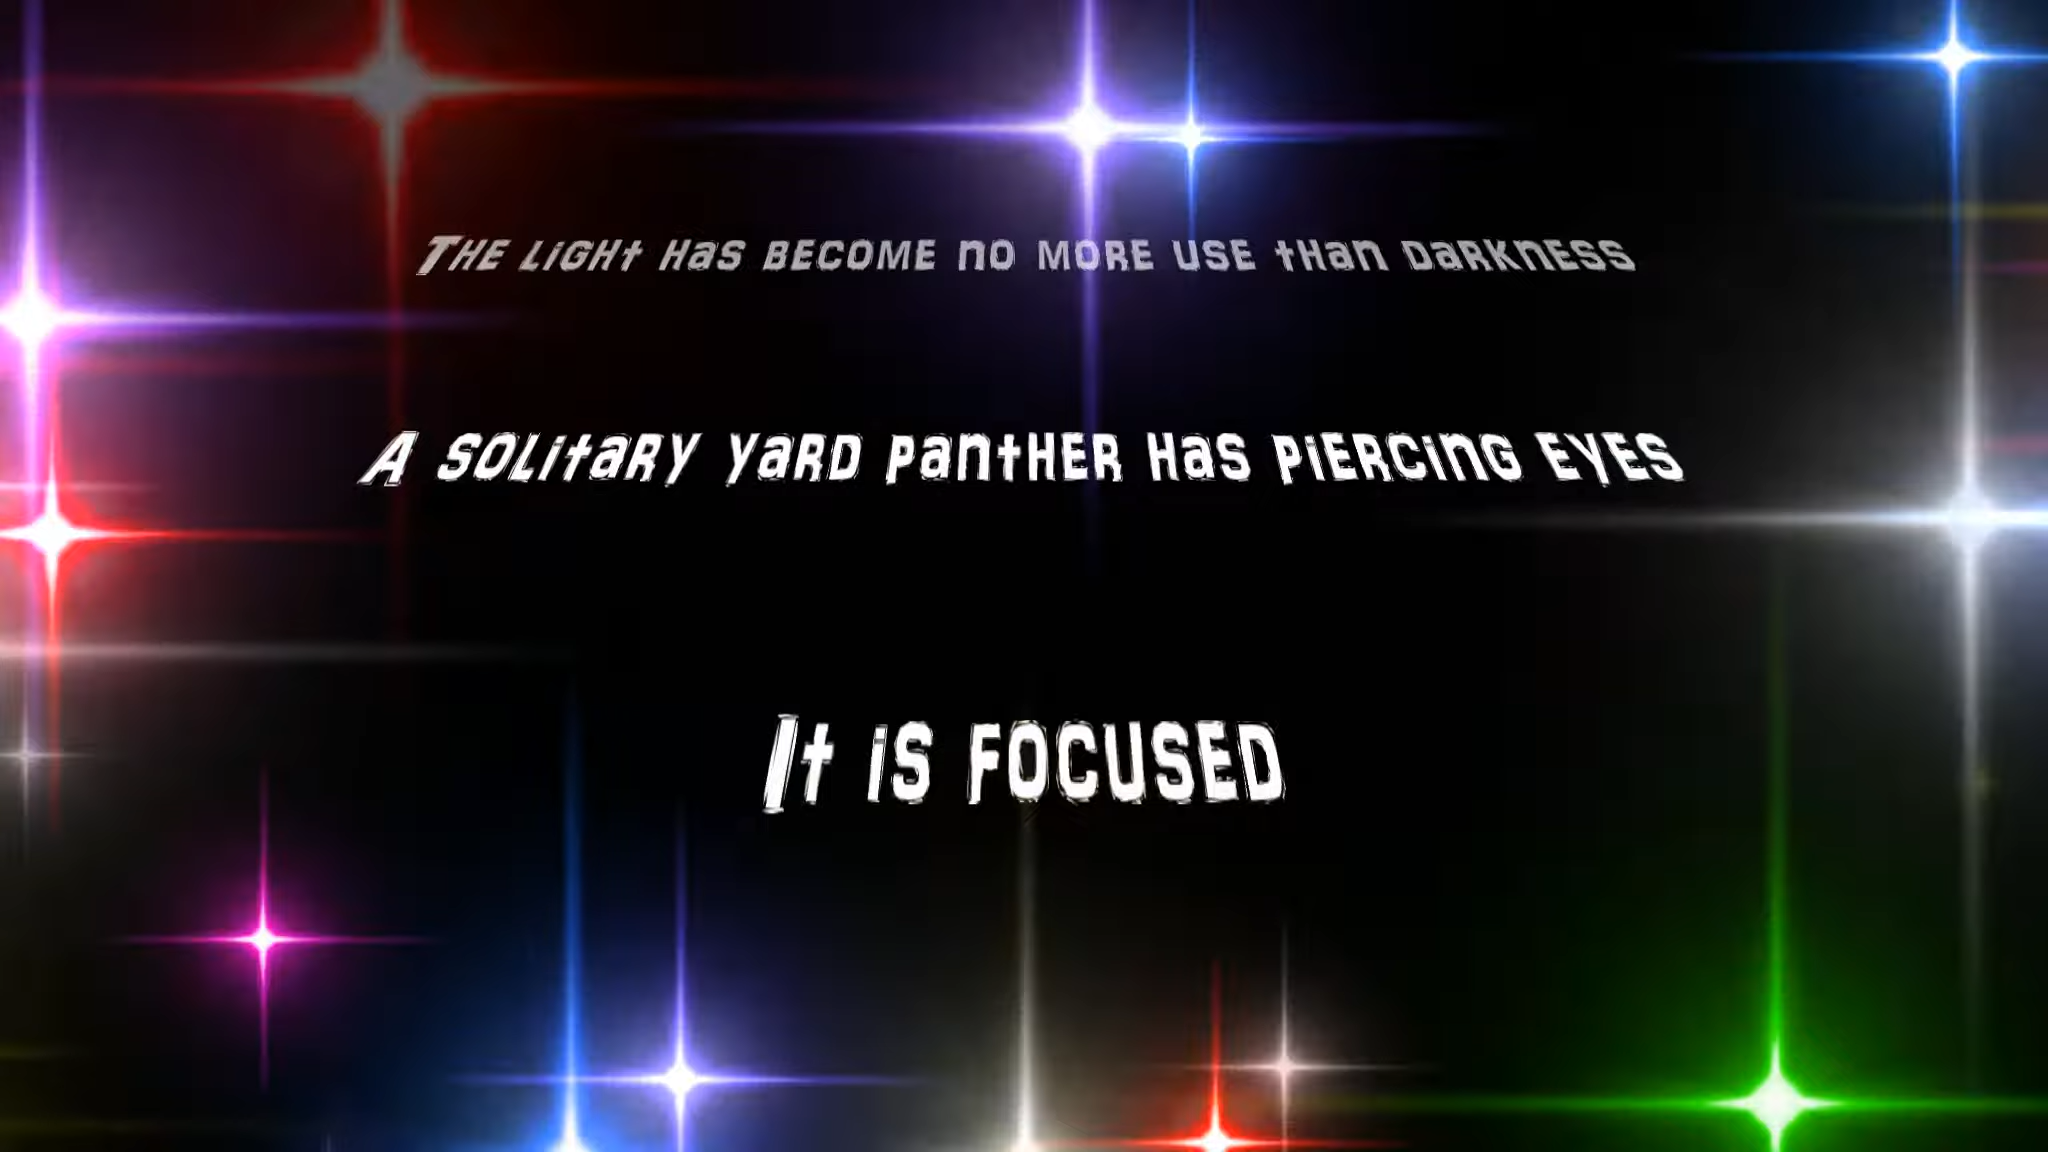 The light has become no more use than darkness
A solitary yard panther has piercing eyes
It is focused